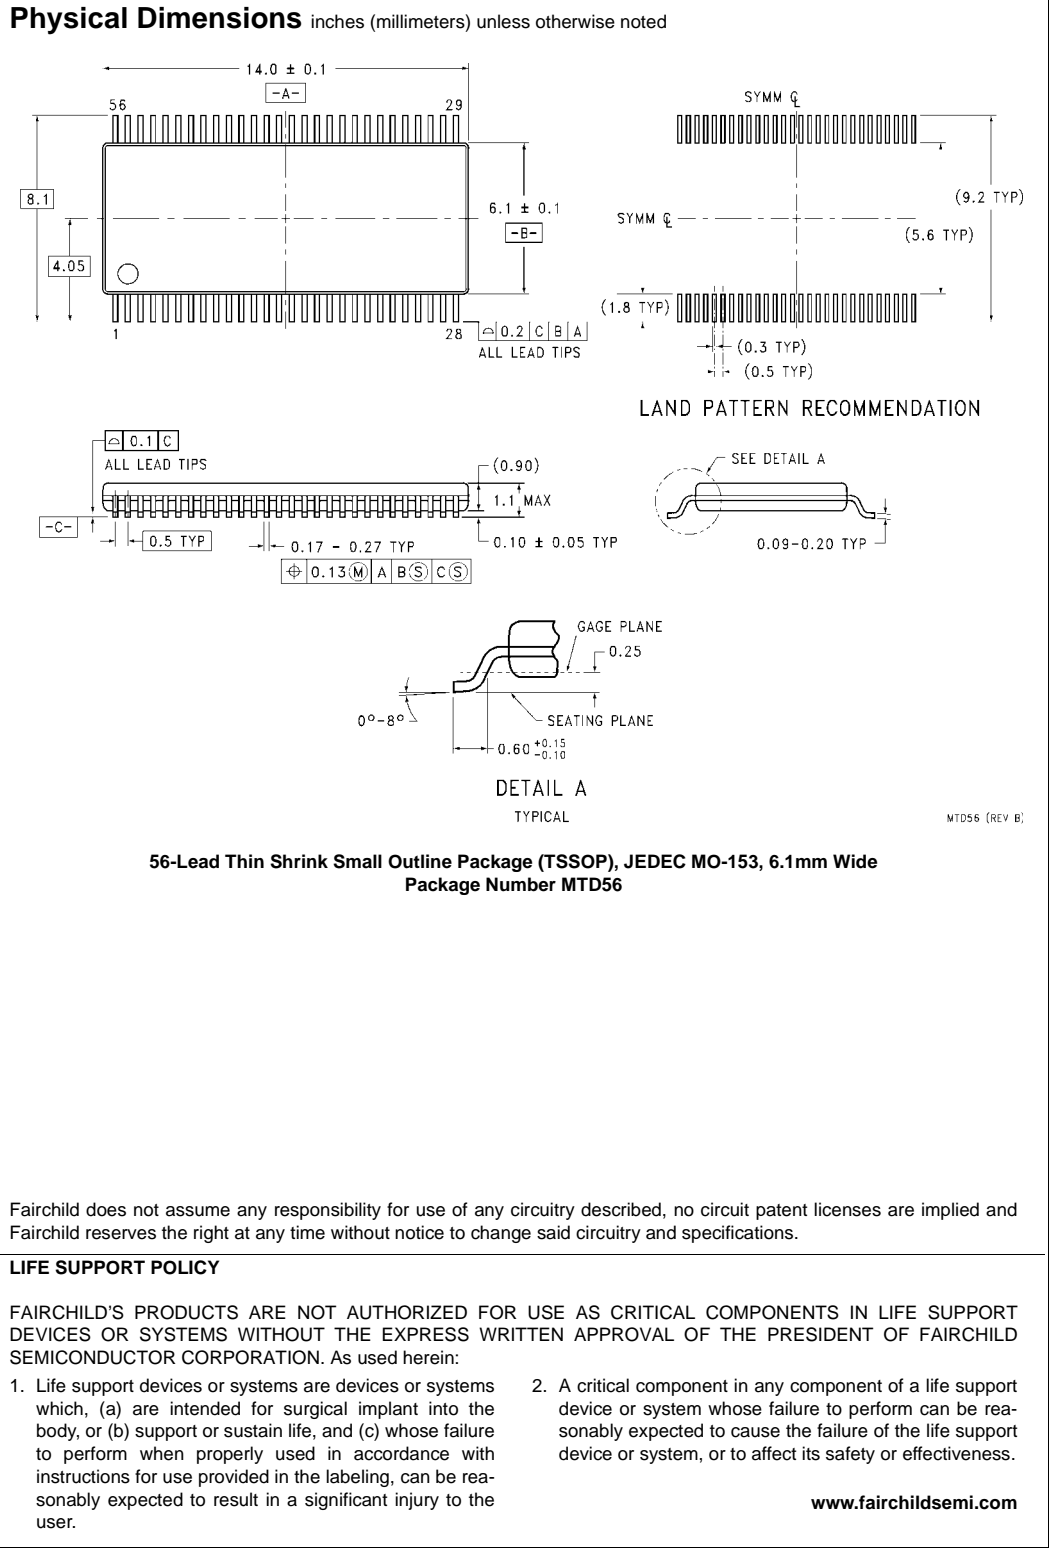 Physical Dimensions inches (millimeters) unless otherwise noted
14.0 ± 0.1
-A-
56
29
8.1
4.05
6.1 ± 0.1
-B-
1
28
⌓ 0.2 C B A
ALL LEAD TIPS
SYMM ℄
SYMM ℄
(9.2 TYP)
(5.6 TYP)
(1.8 TYP)
(0.3 TYP)
(0.5 TYP)
LAND PATTERN RECOMMENDATION
⌓ 0.1 C
ALL LEAD TIPS
(0.90)
1.1 MAX
-C-
0.5 TYP
0.17 - 0.27 TYP
0.10 ± 0.05 TYP
⌖ 0.13 Ⓜ A B Ⓢ C Ⓢ
SEE DETAIL A
0.09-0.20 TYP
GAGE PLANE
0.25
0°-8°
SEATING PLANE
0.60 +0.15 -0.10
DETAIL A
TYPICAL
MTD56 (REV B)
56-Lead Thin Shrink Small Outline Package (TSSOP), JEDEC MO-153, 6.1mm Wide
Package Number MTD56
Fairchild does not assume any responsibility for use of any circuitry described, no circuit patent licenses are implied and
Fairchild reserves the right at any time without notice to change said circuitry and specifications.
LIFE SUPPORT POLICY
FAIRCHILD'S PRODUCTS ARE NOT AUTHORIZED FOR USE AS CRITICAL COMPONENTS IN LIFE SUPPORT
DEVICES OR SYSTEMS WITHOUT THE EXPRESS WRITTEN APPROVAL OF THE PRESIDENT OF FAIRCHILD
SEMICONDUCTOR CORPORATION. As used herein:
1. Life support devices or systems are devices or systems
which, (a) are intended for surgical implant into the
body, or (b) support or sustain life, and (c) whose failure
to perform when properly used in accordance with
instructions for use provided in the labeling, can be rea-
sonably expected to result in a significant injury to the
user.
2. A critical component in any component of a life support
device or system whose failure to perform can be rea-
sonably expected to cause the failure of the life support
device or system, or to affect its safety or effectiveness.
www.fairchildsemi.com